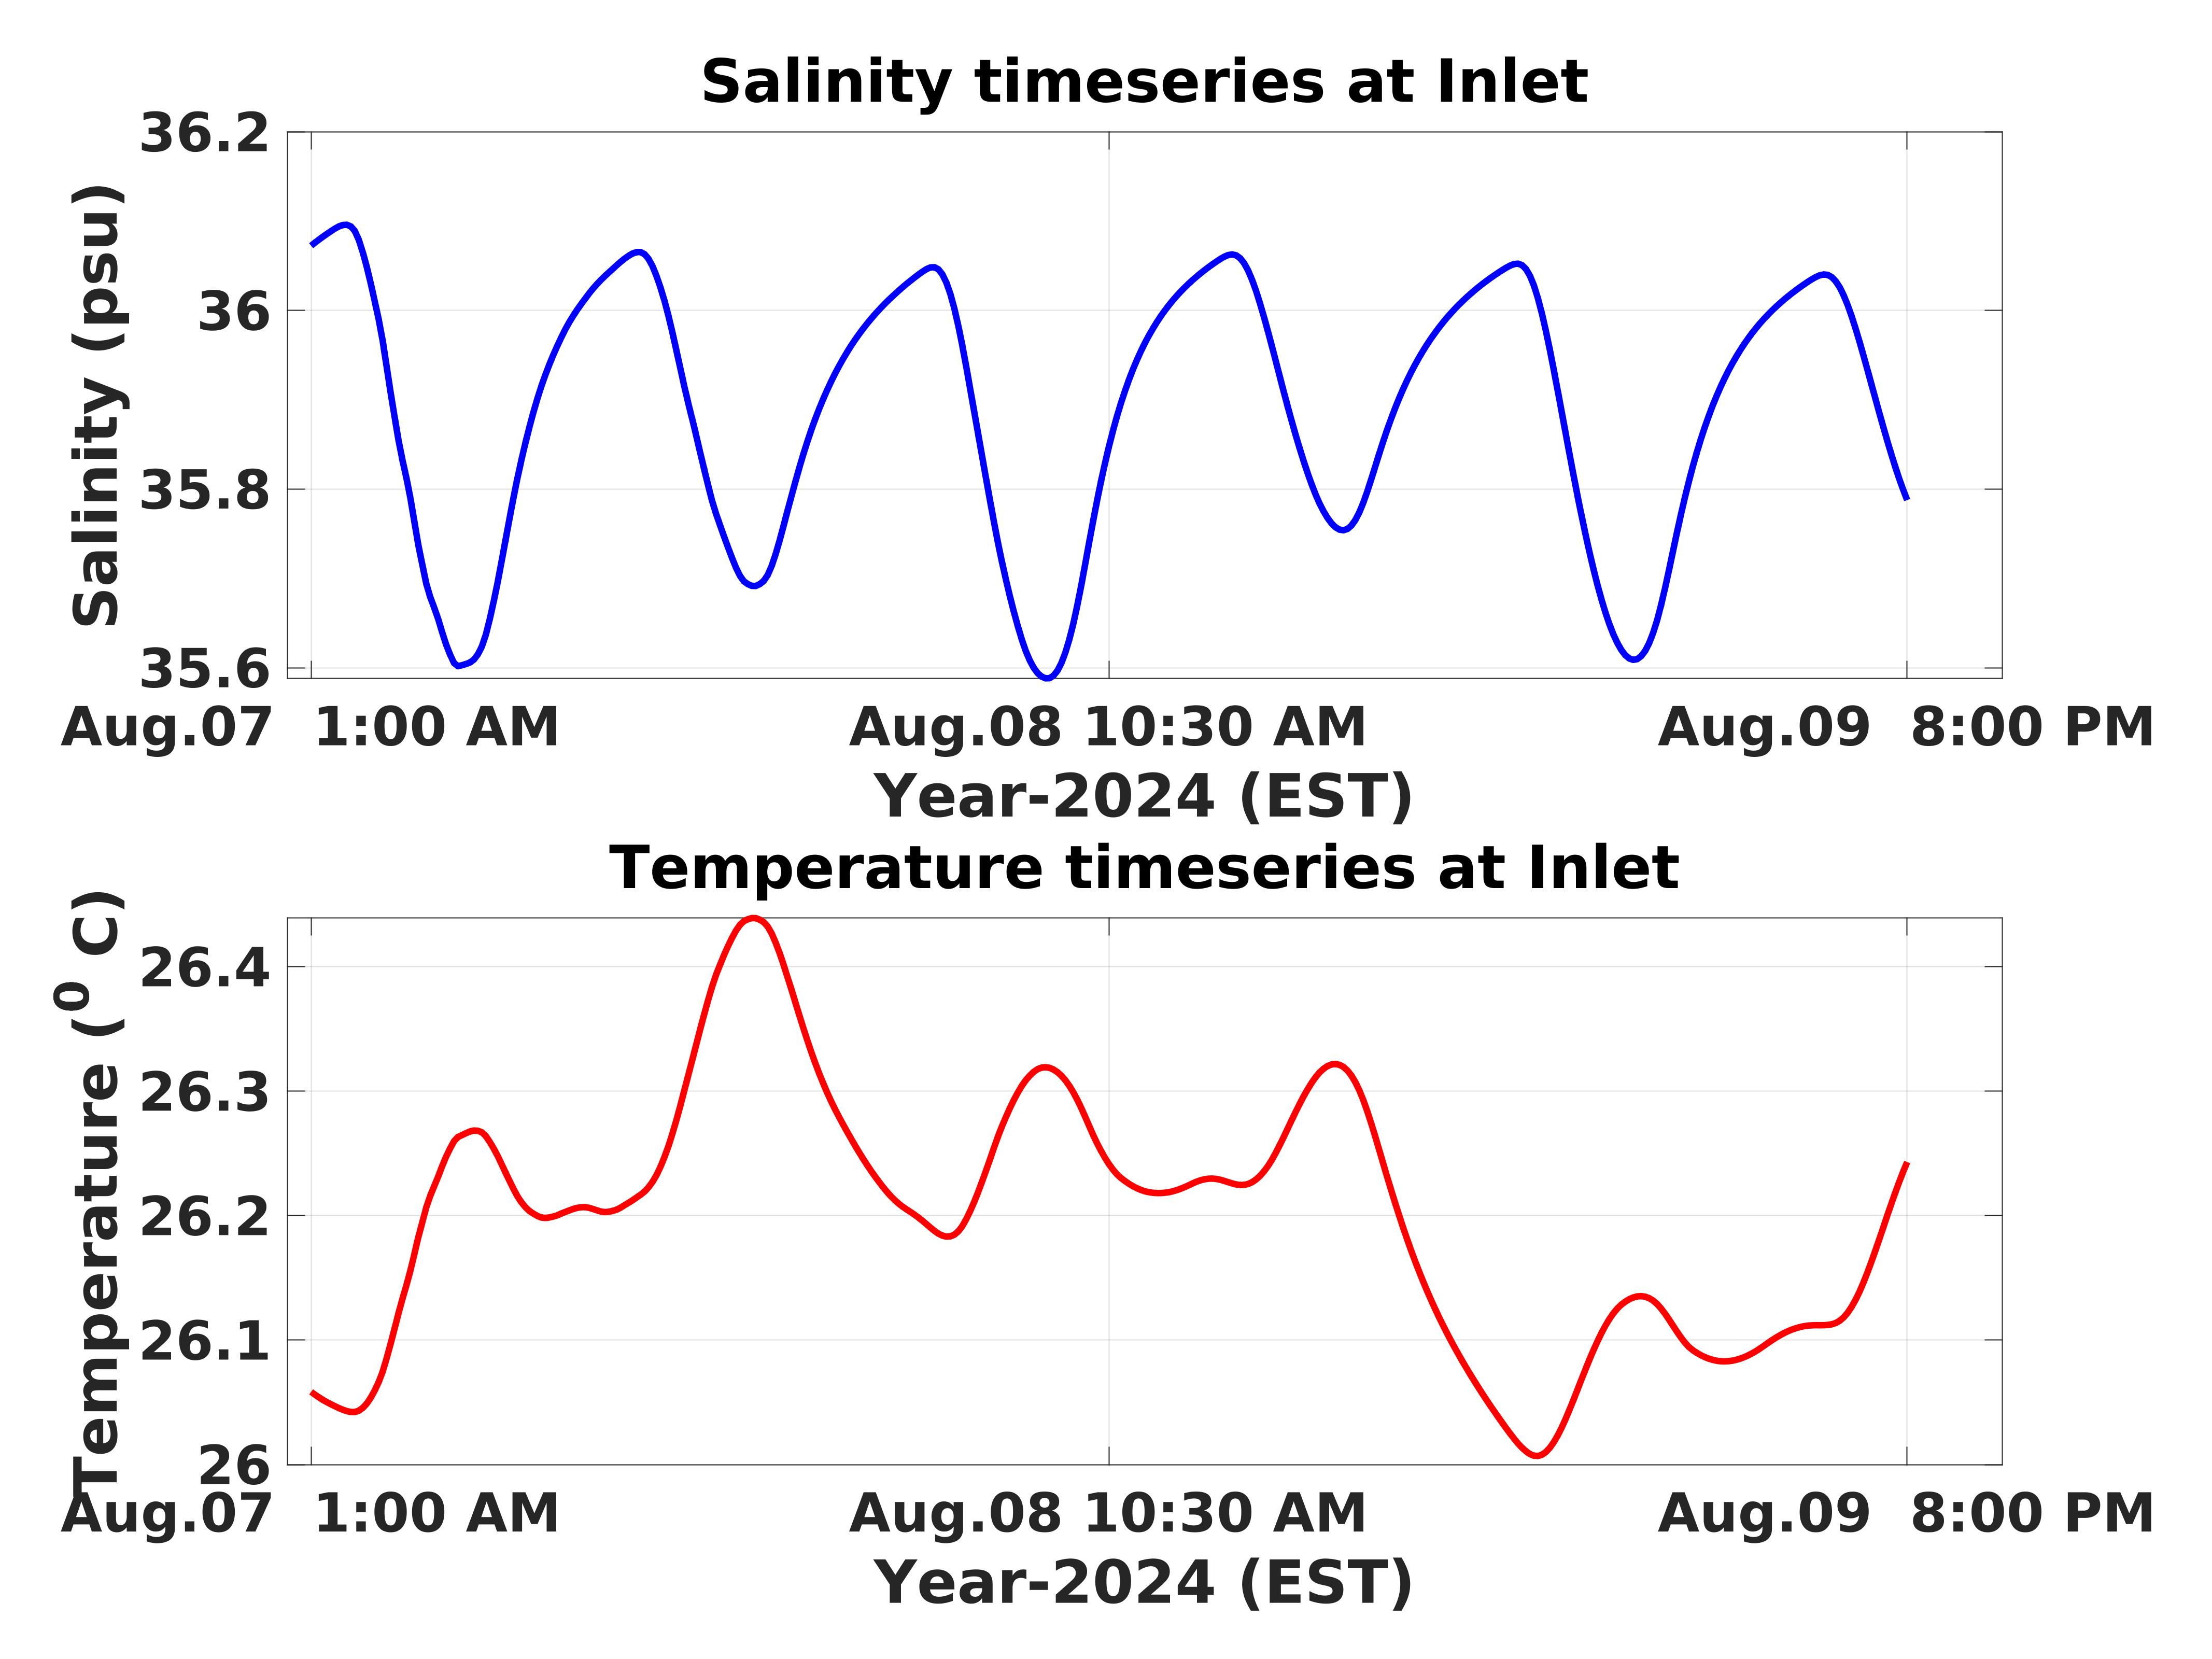 Salinity timeseries at Inlet
Salinity (psu)
36.2
36
35.8
35.6
Aug.07  1:00 AM
Aug.08 10:30 AM
Aug.09  8:00 PM
Year-2024 (EST)
Temperature timeseries at Inlet
Temperature (⁰ C)
26.4
26.3
26.2
26.1
26
Aug.07  1:00 AM
Aug.08 10:30 AM
Aug.09  8:00 PM
Year-2024 (EST)